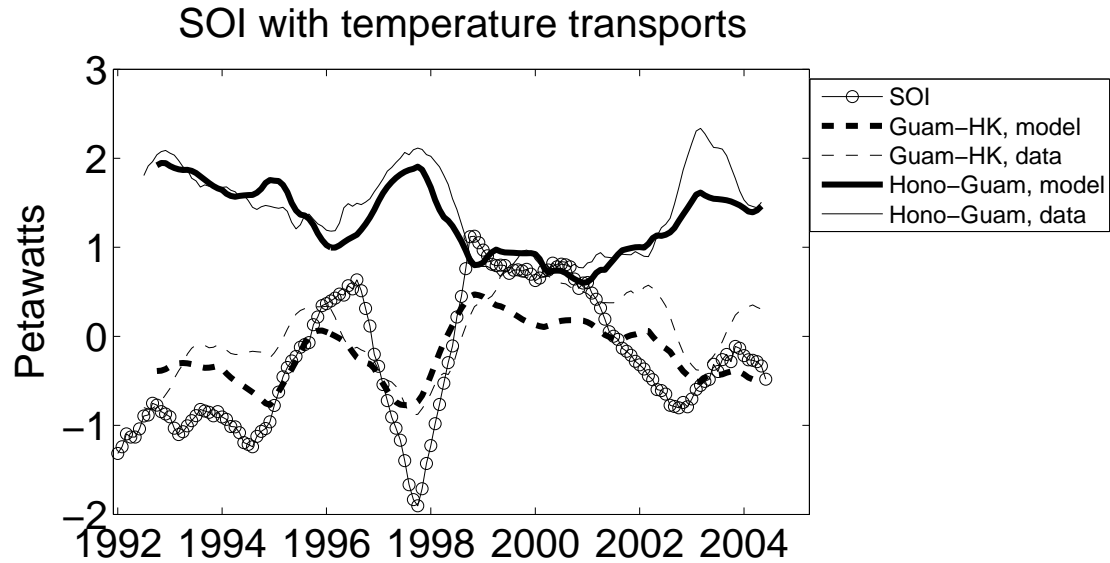 SOI with temperature transports
Petawatts
3
2
1
0
−1
−2
1992 1994 1996 1998 2000 2002 2004
SOI
Guam−HK, model
Guam−HK, data
Hono−Guam, model
Hono−Guam, data